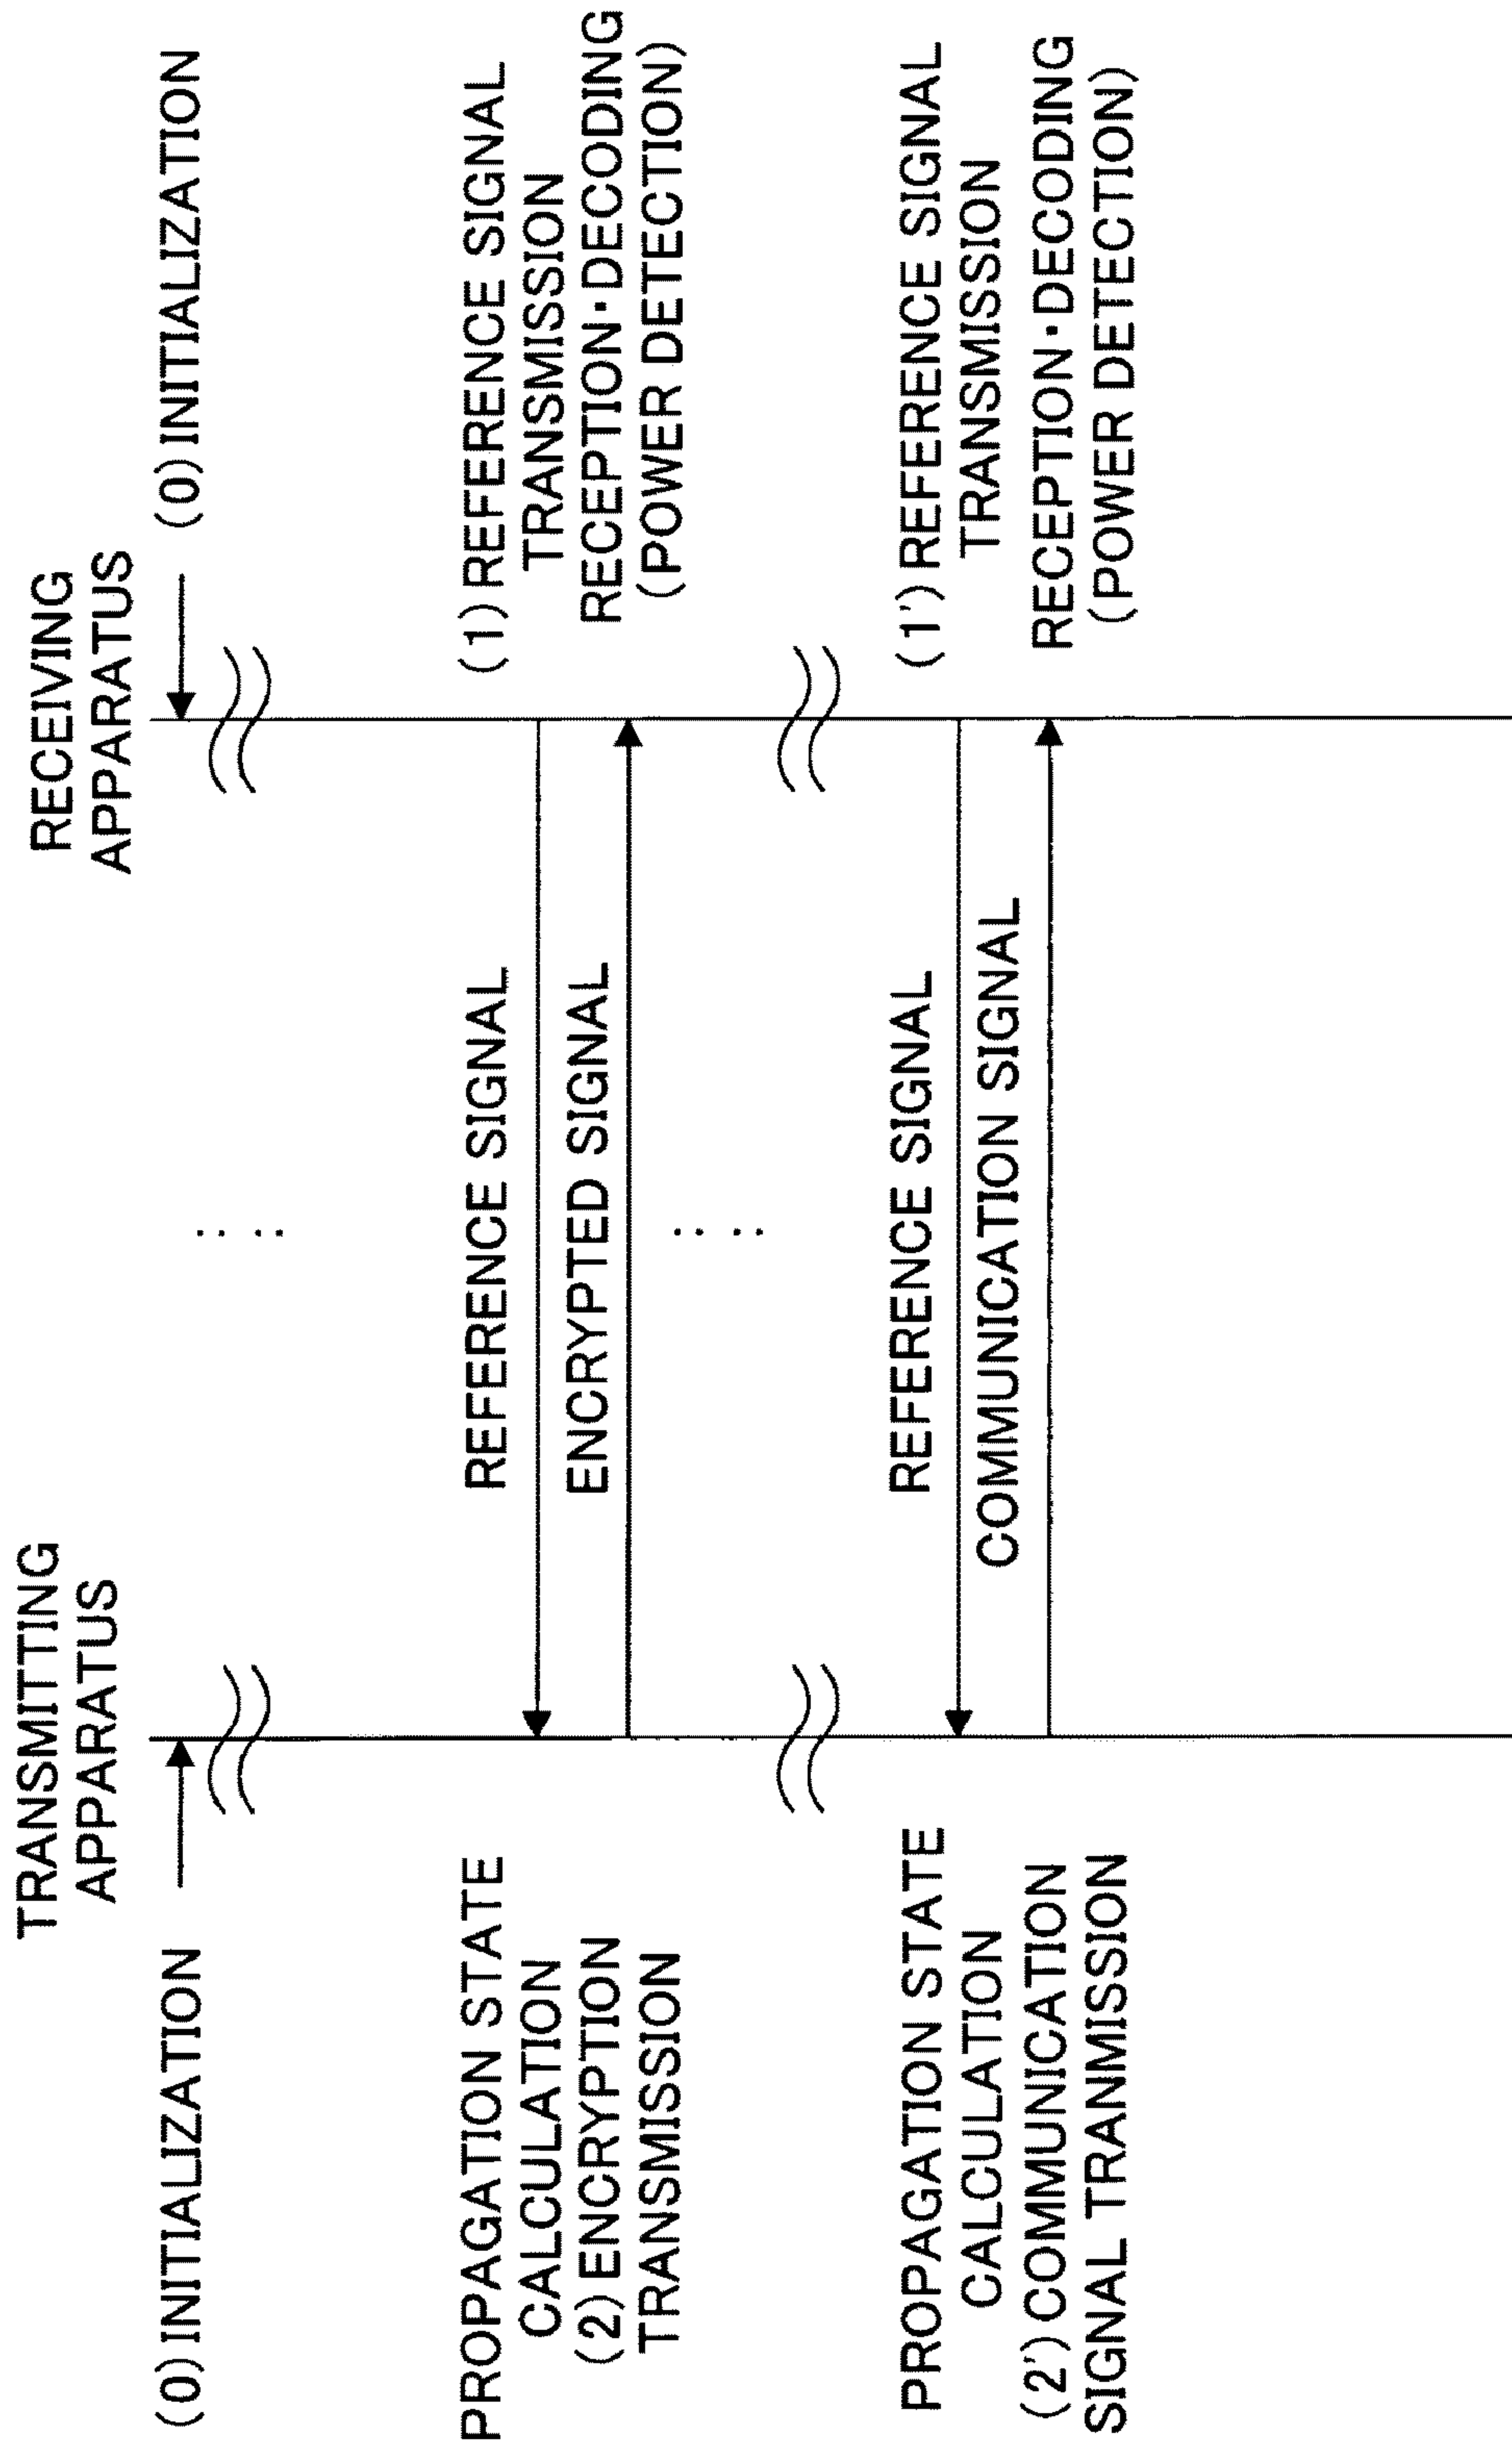 TRANSMITTING
APPARATUS
RECEIVING
APPARATUS
(0) INITIALIZATION
(0) INITIALIZATION
PROPAGATION STATE
CALCULATION
(2) ENCRYPTION
TRANSMISSION
REFERENCE SIGNAL
ENCRYPTED SIGNAL
(1) REFERENCE SIGNAL
TRANSMISSION
RECEPTION·DECODING
(POWER DETECTION)
PROPAGATION STATE
CALCULATION
(2') COMMUNICATION
SIGNAL TRANMISSION
REFERENCE SIGNAL
COMMUNICATION SIGNAL
(1') REFERENCE SIGNAL
TRANSMISSION
RECEPTION·DECODING
(POWER DETECTION)